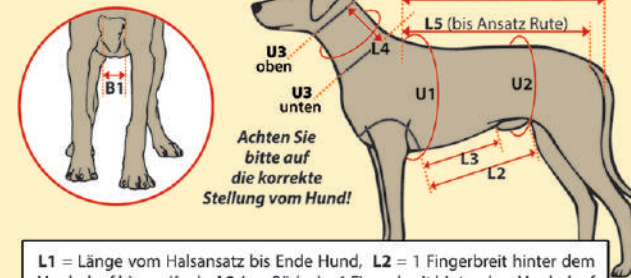 L5 (bis Ansatz Rute)
U3
oben
L4
U3
unten
B1
U1
U2
Achten Sie
bitte auf
die korrekte
Stellung vom Hund!
L3
L2
L1 = Länge vom Halsansatz bis Ende Hund, L2 = 1 Fingerbreit hinter dem